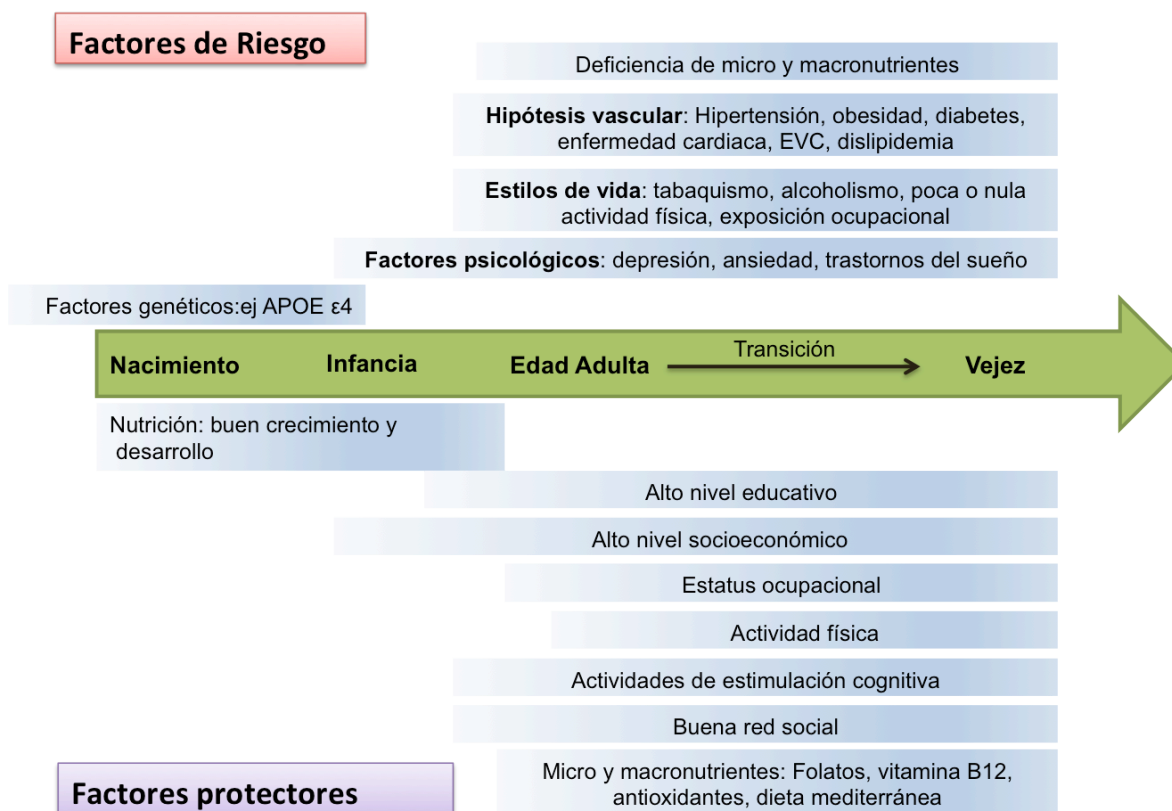 Factores de Riesgo
Deficiencia de micro y macronutrientes
Hipótesis vascular: Hipertensión, obesidad, diabetes,
enfermedad cardiaca, EVC, dislipidemia
Estilos de vida: tabaquismo, alcoholismo, poca o nula
actividad física, exposición ocupacional
Factores psicológicos: depresión, ansiedad, trastornos del sueño
Factores genéticos:ej APOE ε4
Nacimiento Infancia Edad Adulta Transición Vejez
Nutrición: buen crecimiento y
desarrollo
Alto nivel educativo
Alto nivel socioeconómico
Estatus ocupacional
Actividad física
Actividades de estimulación cognitiva
Buena red social
Micro y macronutrientes: Folatos, vitamina B12,
antioxidantes, dieta mediterránea
Factores protectores